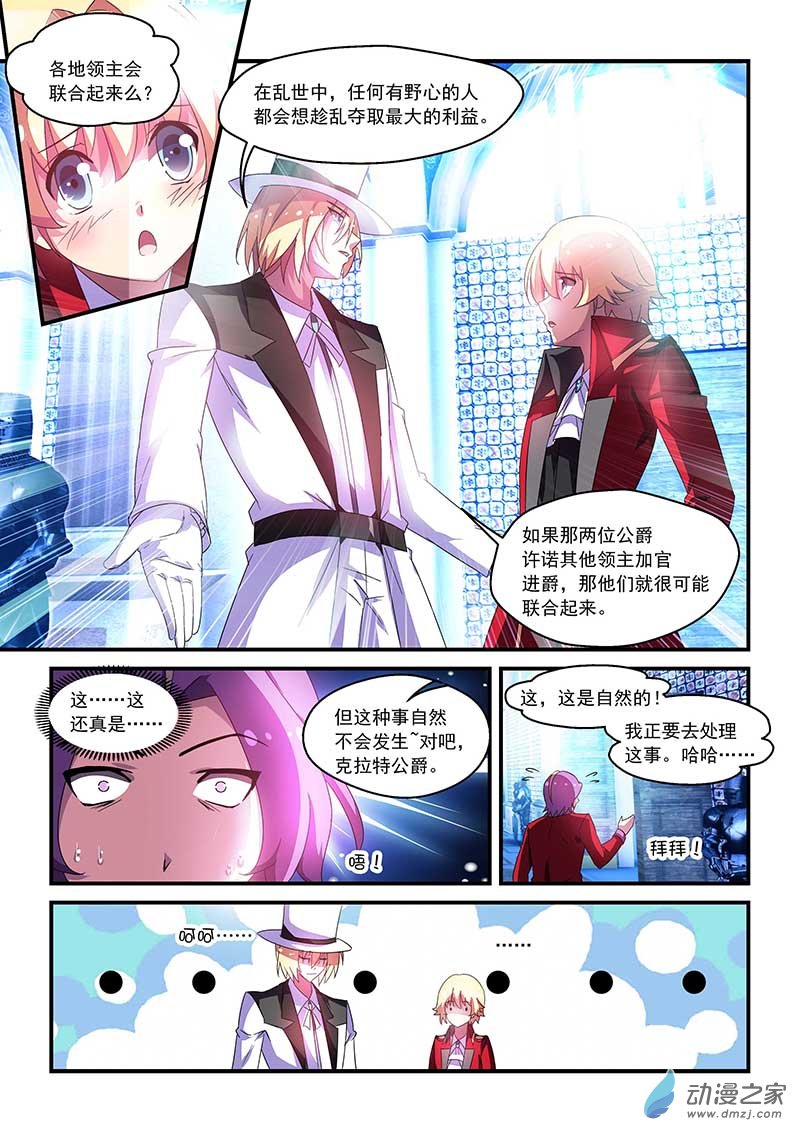 各地领主会
联合起来么？
在乱世中，任何有野心的人
都会想趁乱夺取最大的利益。
如果那两位公爵
许诺其他领主加官
进爵，那他们就很可能
联合起来。
这……这
还真是……
但这种事自然
不会发生~对吧，
克拉特公爵。
唔！
这，这是自然的！
我正要去处理
这事。哈哈……
拜拜！
呵呵……
……
动漫之家
www.dmzj.com